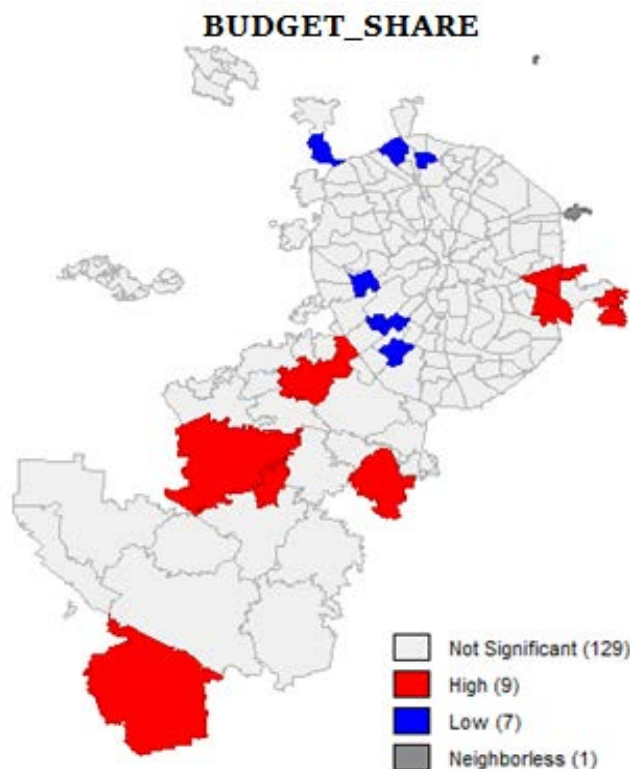 BUDGET_SHARE
Not Significant (129)
High (9)
Low (7)
Neighborless (1)